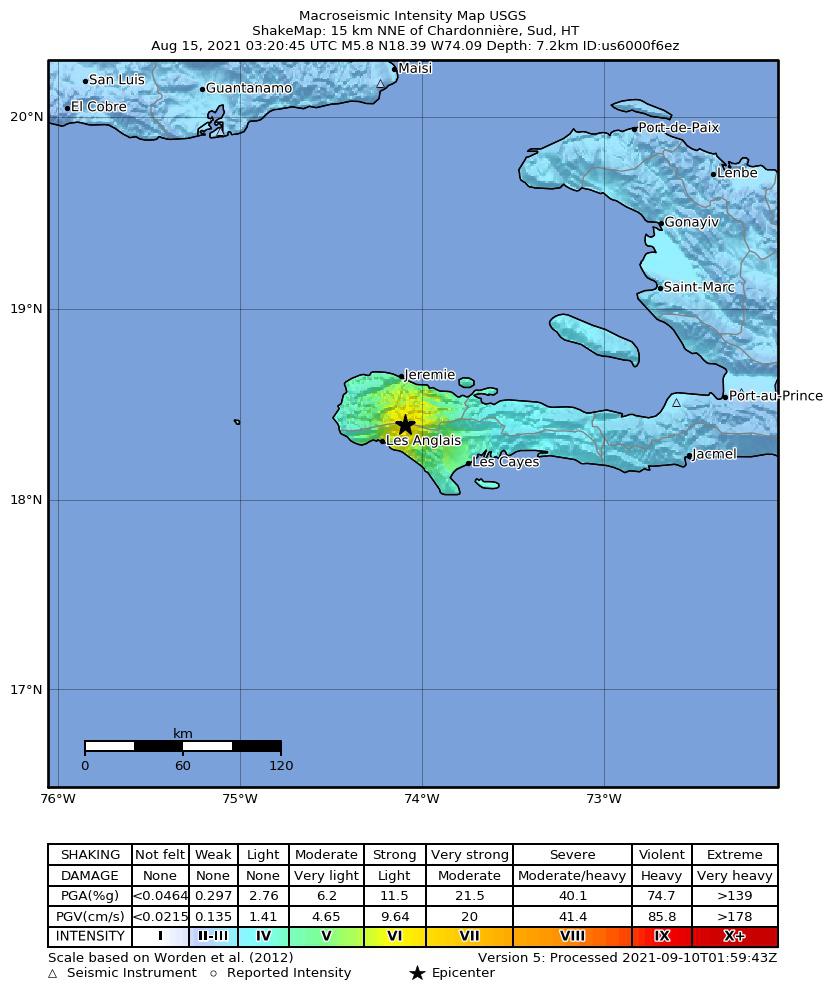 Macroseismic Intensity Map USGS
ShakeMap: 15 km NNE of Chardonnière, Sud, HT
Aug 15, 2021 03:20:45 UTC M5.8 N18.39 W74.09 Depth: 7.2km ID:us6000f6ez
Maisi
San Luis
Guantanamo
El Cobre
20°N
Port-de-Paix
Lenbe
Gonayiv
Saint-Marc
19°N
Jeremie
Port-au-Prince
Les Anglais
Jacmel
Les Cayes
18°N
17°N
km
0 60 120
76°W 75°W 74°W 73°W
SHAKING Not felt Weak Light Moderate Strong Very strong Severe Violent Extreme
DAMAGE None None None Very light Light Moderate Moderate/heavy Heavy Very heavy
PGA(%g) <0.0464 0.297 2.76 6.2 11.5 21.5 40.1 74.7 >139
PGV(cm/s) <0.0215 0.135 1.41 4.65 9.64 20 41.4 85.8 >178
INTENSITY I II-III IV V VI VII VIII IX X+
Scale based on Worden et al. (2012) Version 5: Processed 2021-09-10T01:59:43Z
△ Seismic Instrument ○ Reported Intensity ★ Epicenter